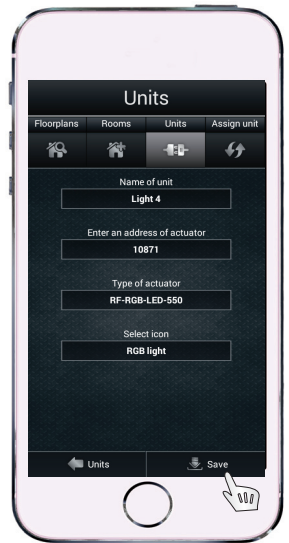 Units
Floorplans Rooms Units Assign unit
Name of unit
Light 4
Enter an address of actuator
10871
Type of actuator
RF-RGB-LED-550
Select icon
RGB light
Units Save